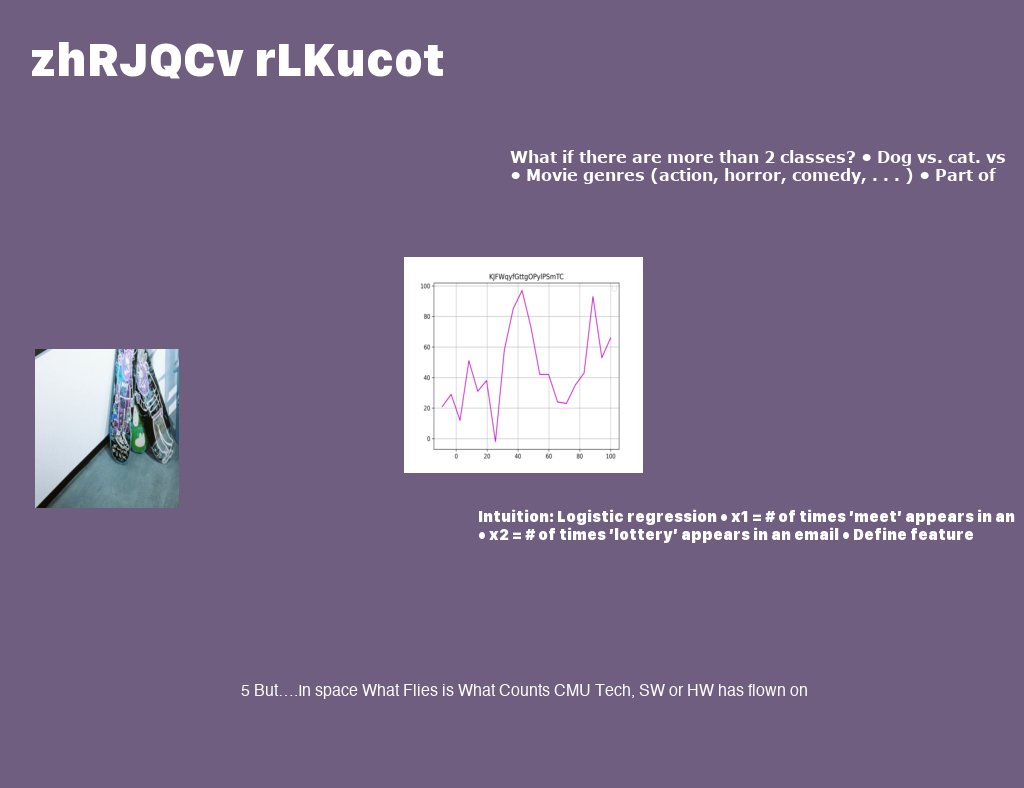 zhRJQCv rLKucot
What if there are more than 2 classes? • Dog vs. cat. vs
• Movie genres (action, horror, comedy, . . . ) • Part of
KJFWqyfGttgOPyIPSmTC
100
80
60
40
20
0
0 20 40 60 80 100
Intuition: Logistic regression • x1 = # of times ’meet’ appears in an
• x2 = # of times ’lottery’ appears in an email • Define feature
5 But….In space What Flies is What Counts CMU Tech, SW or HW has flown on